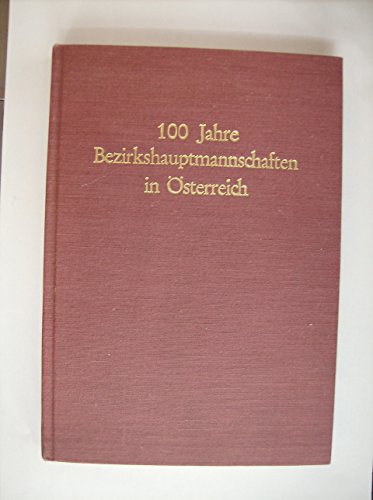 100 Jahre
Bezirkshauptmannschaften
in Österreich